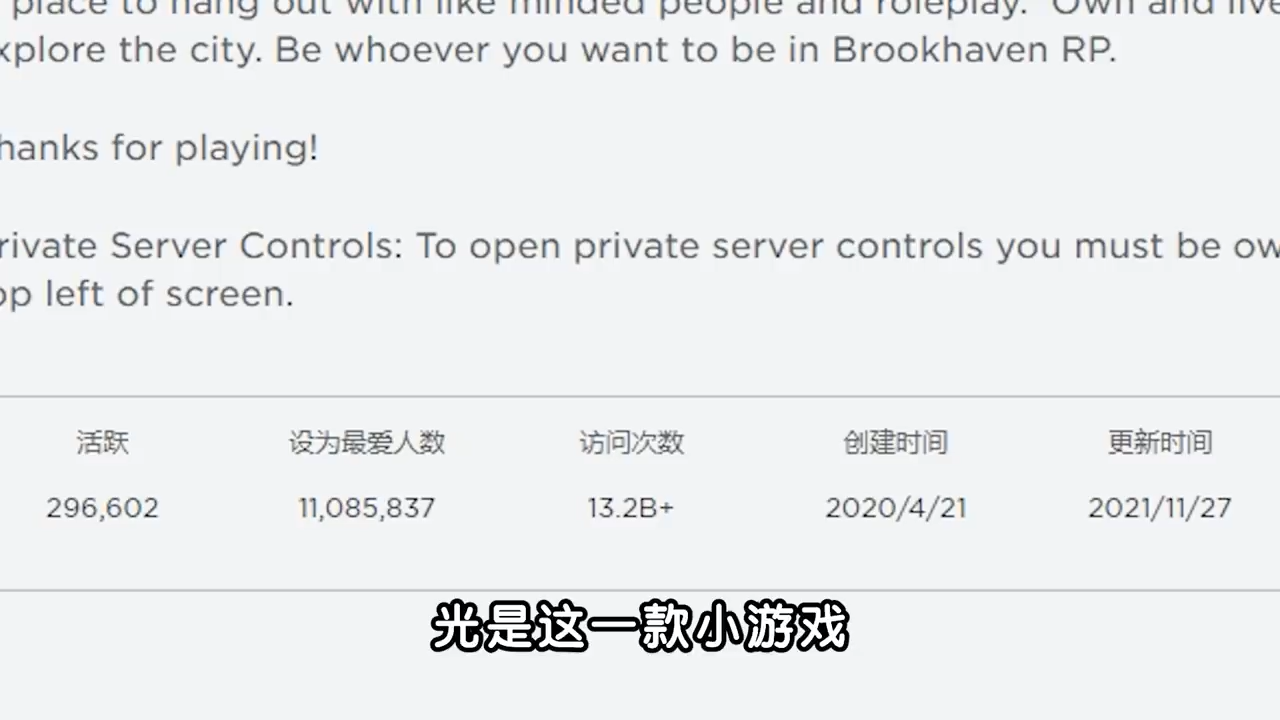 place to hang out with like minded people and roleplay. Own and live
xplore the city. Be whoever you want to be in Brookhaven RP.
hanks for playing!
rivate Server Controls: To open private server controls you must be ow
op left of screen.
活跃 设为最爱人数 访问次数 创建时间 更新时间
296,602 11,085,837 13.2B+ 2020/4/21 2021/11/27
光是这一款小游戏